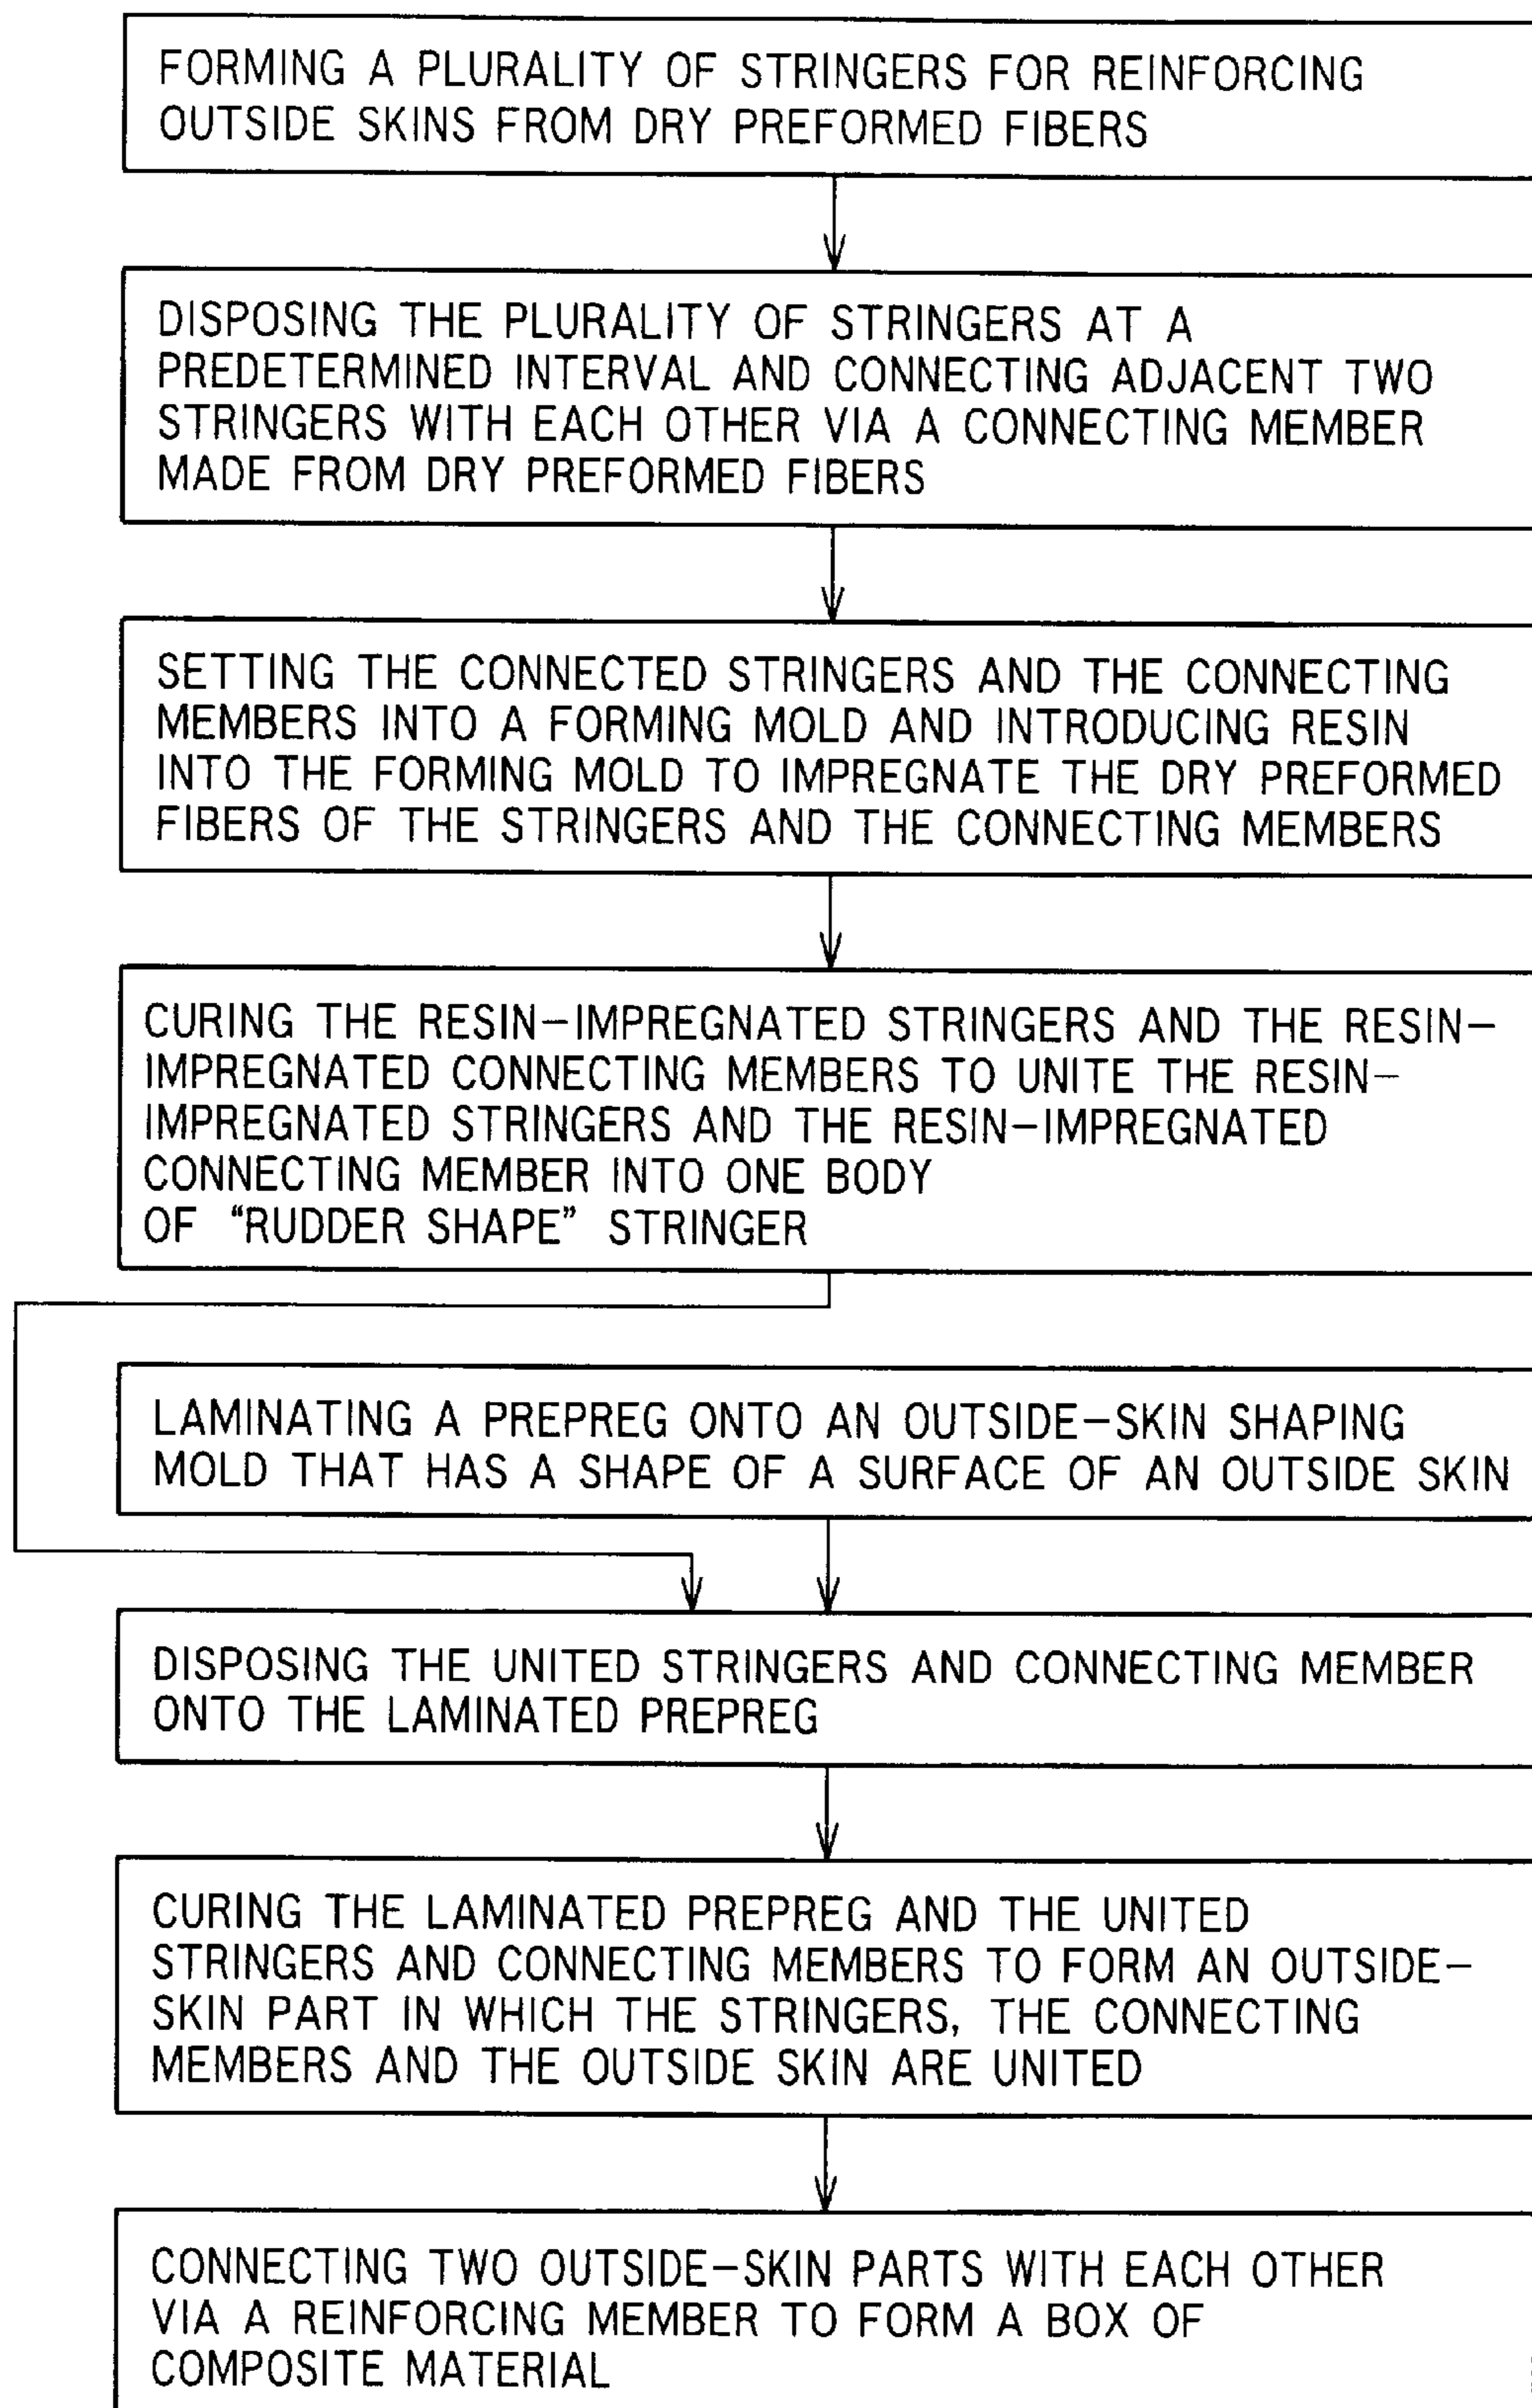 FORMING A PLURALITY OF STRINGERS FOR REINFORCING
OUTSIDE SKINS FROM DRY PREFORMED FIBERS
DISPOSING THE PLURALITY OF STRINGERS AT A
PREDETERMINED INTERVAL AND CONNECTING ADJACENT TWO
STRINGERS WITH EACH OTHER VIA A CONNECTING MEMBER
MADE FROM DRY PREFORMED FIBERS
SETTING THE CONNECTED STRINGERS AND THE CONNECTING
MEMBERS INTO A FORMING MOLD AND INTRODUCING RESIN
INTO THE FORMING MOLD TO IMPREGNATE THE DRY PREFORMED
FIBERS OF THE STRINGERS AND THE CONNECTING MEMBERS
CURING THE RESIN-IMPREGNATED STRINGERS AND THE RESIN-
IMPREGNATED CONNECTING MEMBERS TO UNITE THE RESIN-
IMPREGNATED STRINGERS AND THE RESIN-IMPREGNATED
CONNECTING MEMBER INTO ONE BODY
OF “RUDDER SHAPE” STRINGER
LAMINATING A PREPREG ONTO AN OUTSIDE-SKIN SHAPING
MOLD THAT HAS A SHAPE OF A SURFACE OF AN OUTSIDE SKIN
DISPOSING THE UNITED STRINGERS AND CONNECTING MEMBER
ONTO THE LAMINATED PREPREG
CURING THE LAMINATED PREPREG AND THE UNITED
STRINGERS AND CONNECTING MEMBERS TO FORM AN OUTSIDE-
SKIN PART IN WHICH THE STRINGERS, THE CONNECTING
MEMBERS AND THE OUTSIDE SKIN ARE UNITED
CONNECTING TWO OUTSIDE-SKIN PARTS WITH EACH OTHER
VIA A REINFORCING MEMBER TO FORM A BOX OF
COMPOSITE MATERIAL